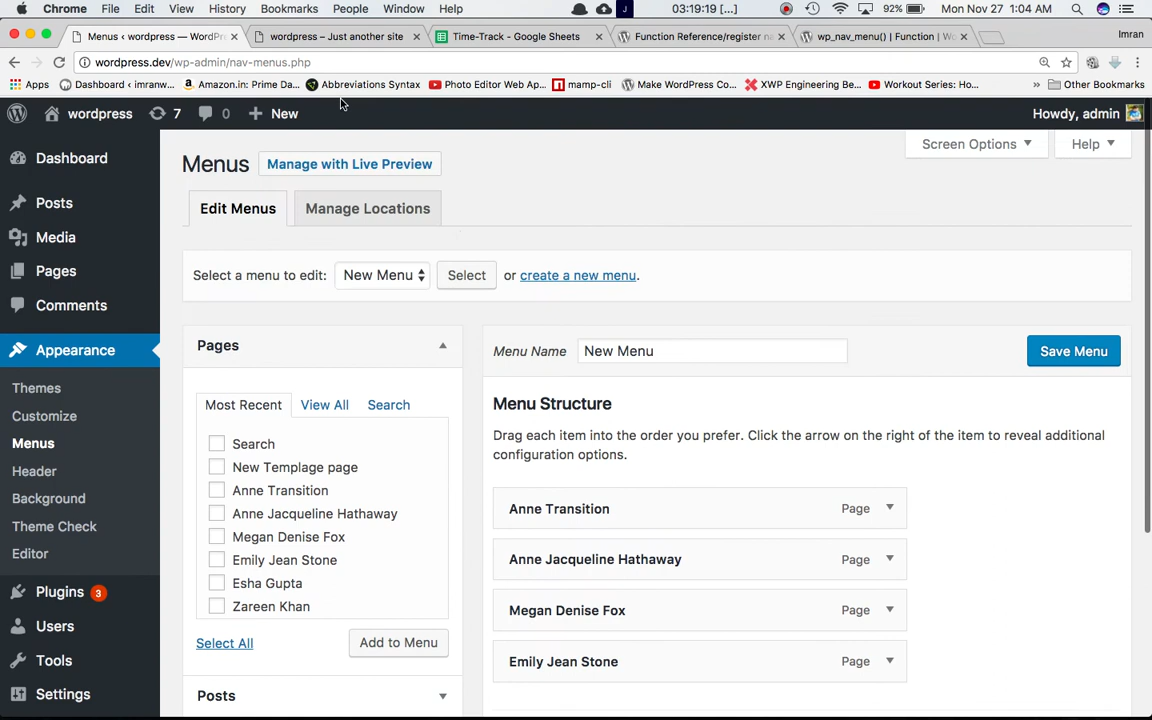 Chrome File Edit View History Bookmarks People Window Help 03:19:19 [...] 92% Mon Nov 27 1:04 AM
Menus ‹ wordpress — WordPr × wordpress – Just another site × Time-Track - Google Sheets × Function Reference/register n × wp_nav_menu() | Function | Wo × Imran
wordpress.dev/wp-admin/nav-menus.php
Apps Dashboard ‹ imranw... Amazon.in: Prime Da... Abbreviations Syntax Photo Editor Web Ap... mamp-cli Make WordPress Co... XWP Engineering Be... Workout Series: Ho... » Other Bookmarks
wordpress 7 0 + New Howdy, admin
Dashboard
Posts
Media
Pages
Comments
Appearance
Themes
Customize
Menus
Header
Background
Theme Check
Editor
Plugins 3
Users
Tools
Settings
Screen Options Help
Menus Manage with Live Preview
Edit Menus Manage Locations
Select a menu to edit: New Menu Select or create a new menu.
Pages
Most Recent View All Search
Search
New Templage page
Anne Transition
Anne Jacqueline Hathaway
Megan Denise Fox
Emily Jean Stone
Esha Gupta
Zareen Khan
Select All Add to Menu
Posts
Menu Name New Menu Save Menu
Menu Structure
Drag each item into the order you prefer. Click the arrow on the right of the item to reveal additional
configuration options.
Anne Transition Page
Anne Jacqueline Hathaway Page
Megan Denise Fox Page
Emily Jean Stone Page